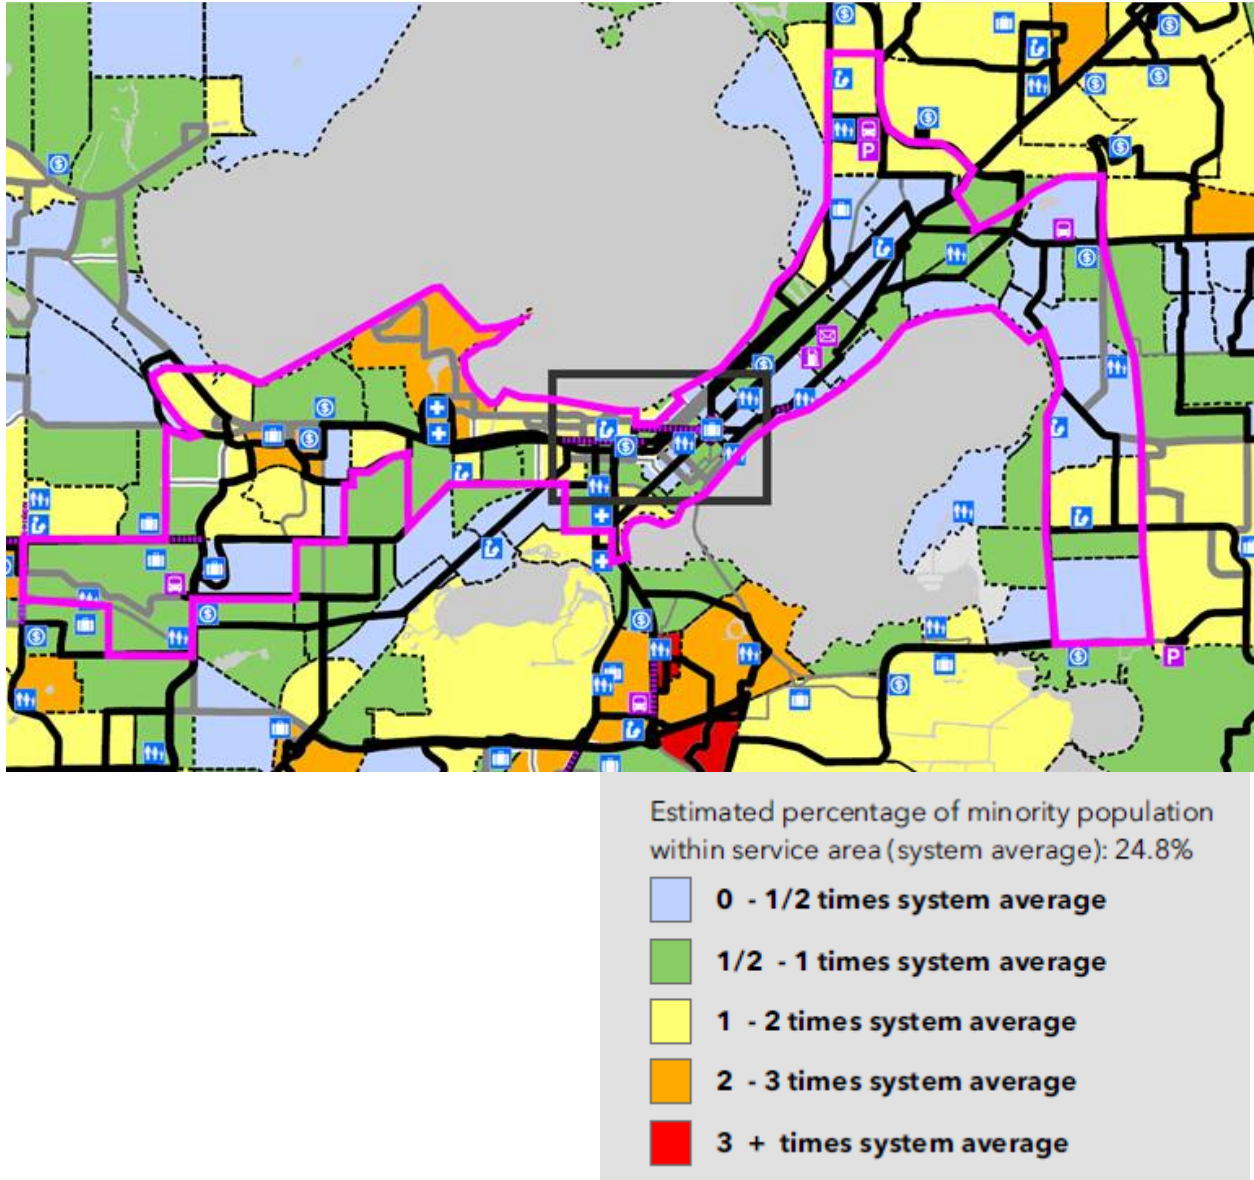 P
P
Estimated percentage of minority population
within service area (system average): 24.8%
0 - 1/2 times system average
1/2 - 1 times system average
1 - 2 times system average
2 - 3 times system average
3 + times system average